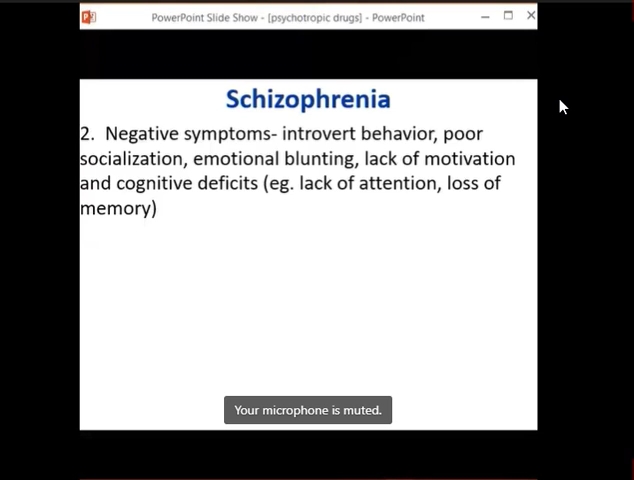 PowerPoint Slide Show - [psychotropic drugs] - PowerPoint
Schizophrenia
2. Negative symptoms- introvert behavior, poor
socialization, emotional blunting, lack of motivation
and cognitive deficits (eg. lack of attention, loss of
memory)
Your microphone is muted.